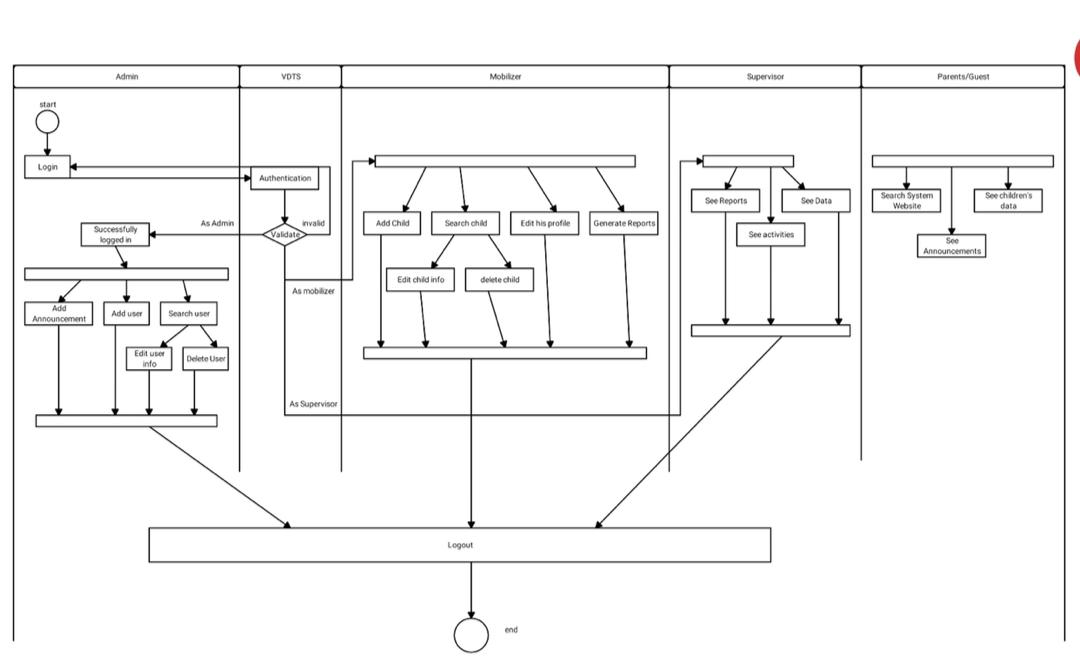 Admin
VDTS
Mobilizer
Supervisor
Parents/Guest
start
Login
Authentication
As Admin
invalid
Validate
Successfully
logged in
As mobilizer
As Supervisor
Add
Announcement
Add user
Search user
Edit user
info
Delete User
Add Child
Search child
Edit his profile
Generate Reports
Edit child info
delete child
See Reports
See Data
See activities
Search System
Website
See children's
data
See
Announcements
Logout
end